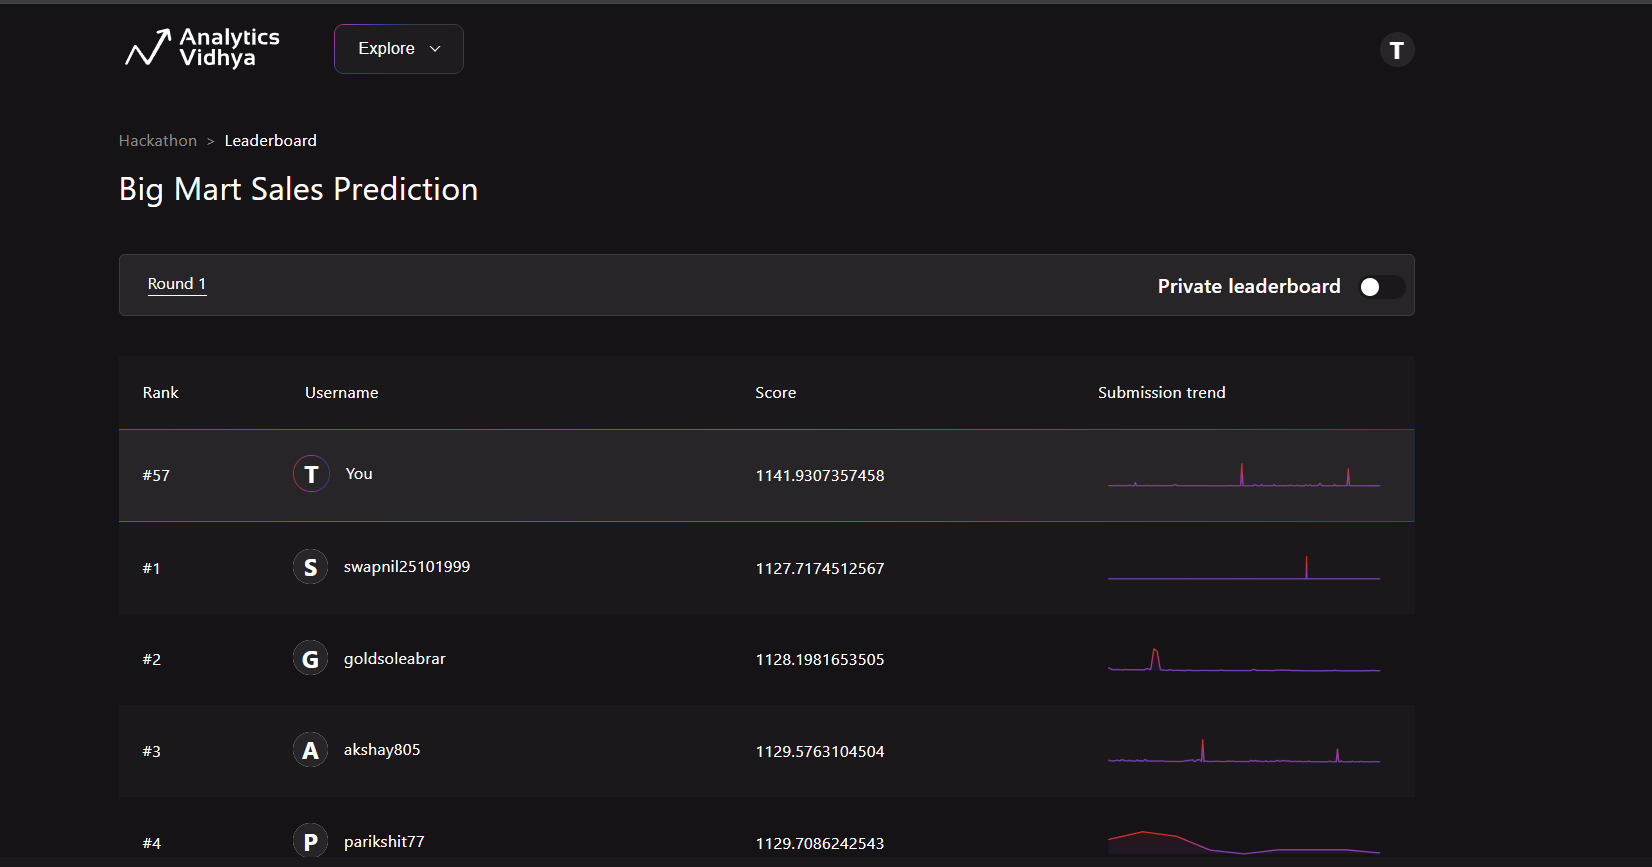 Analytics
Vidhya
Explore
T
Hackathon > Leaderboard
Big Mart Sales Prediction
Round 1
Private leaderboard
Rank Username Score Submission trend
#57 T You 1141.9307357458
#1 S swapnil25101999 1127.7174512567
#2 G goldsoleabrar 1128.1981653505
#3 A akshay805 1129.5763104504
#4 P parikshit77 1129.7086242543